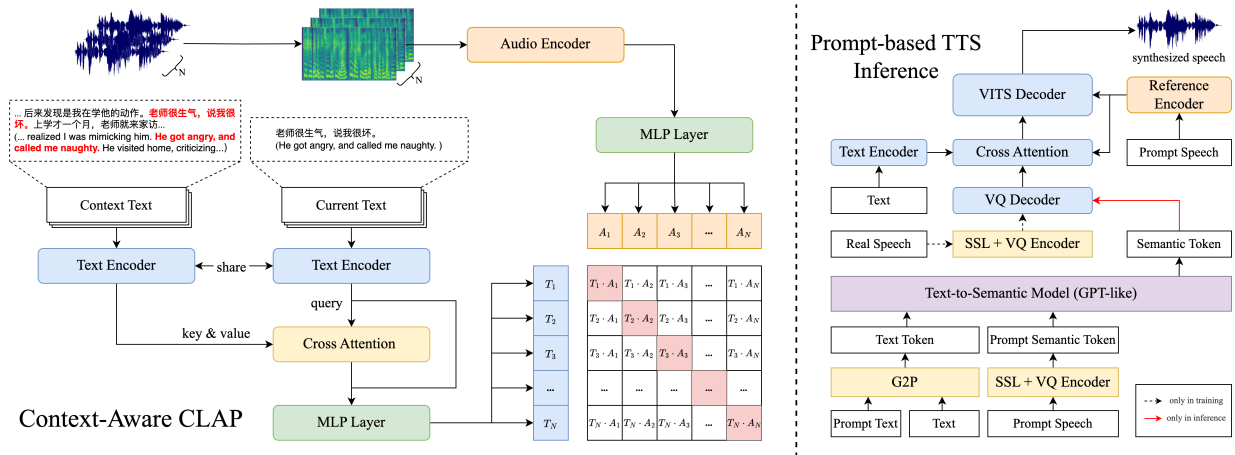 N
N
Audio Encoder
... 后来发现是我在学他的动作。老师很生气，说我很
坏。上学才一个月，老师就来家访...
(... realized I was mimicking him. He got angry, and
called me naughty. He visited home, criticizing...)
老师很生气，说我很坏。
(He got angry, and called me naughty. )
MLP Layer
Context Text
Current Text
A1 A2 A3 ... AN
Text Encoder
share
Text Encoder
query
key & value
Cross Attention
MLP Layer
Context-Aware CLAP
T1 T1 · A1 T1 · A2 T1 · A3 ... T1 · AN
T2 T2 · A1 T2 · A2 T2 · A3 ... T2 · AN
T3 T3 · A1 T3 · A2 T3 · A3 ... T3 · AN
... ... ... ... ... ...
TN TN · A1 TN · A2 TN · A3 ... TN · AN
Prompt-based TTS
Inference
synthesized speech
VITS Decoder
Reference
Encoder
Text Encoder
Cross Attention
Prompt Speech
Text
VQ Decoder
Real Speech
SSL + VQ Encoder
Semantic Token
Text-to-Semantic Model (GPT-like)
Text Token
Prompt Semantic Token
G2P
SSL + VQ Encoder
Prompt Text
Text
Prompt Speech
only in training
only in inference